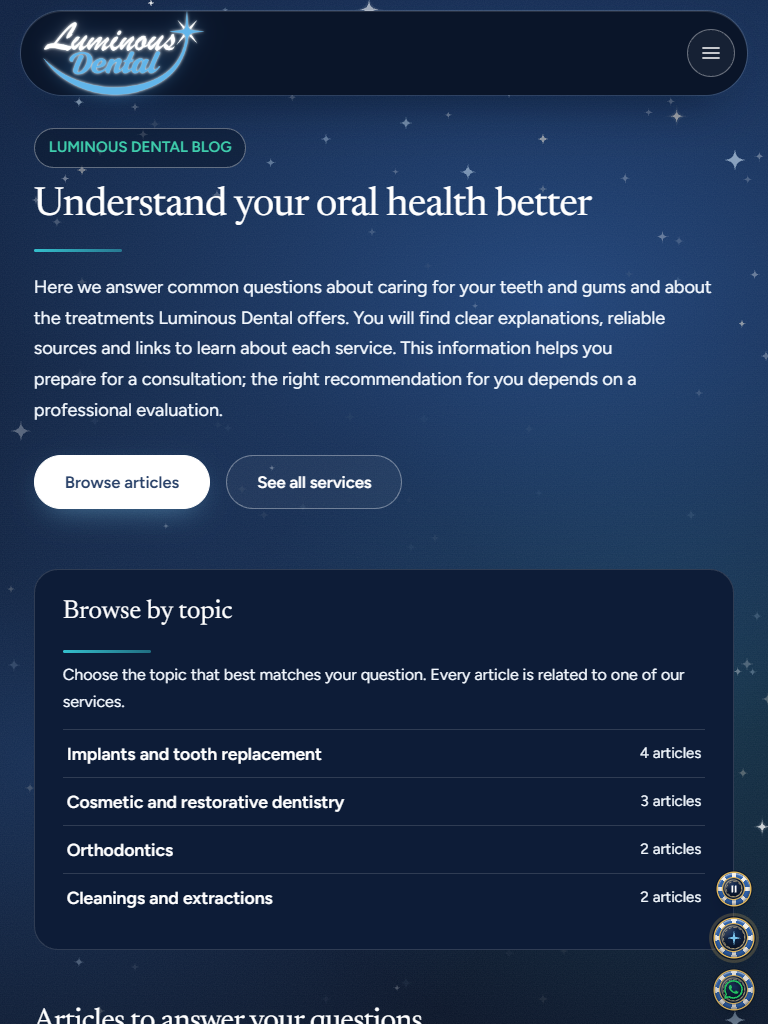 Luminous
Dental
LUMINOUS DENTAL BLOG
Understand your oral health better
Here we answer common questions about caring for your teeth and gums and about
the treatments Luminous Dental offers. You will find clear explanations, reliable
sources and links to learn about each service. This information helps you
prepare for a consultation; the right recommendation for you depends on a
professional evaluation.
Browse articles
See all services
Browse by topic
Choose the topic that best matches your question. Every article is related to one of our
services.
Implants and tooth replacement
4 articles
Cosmetic and restorative dentistry
3 articles
Orthodontics
2 articles
Cleanings and extractions
2 articles
Articles to answer your questions